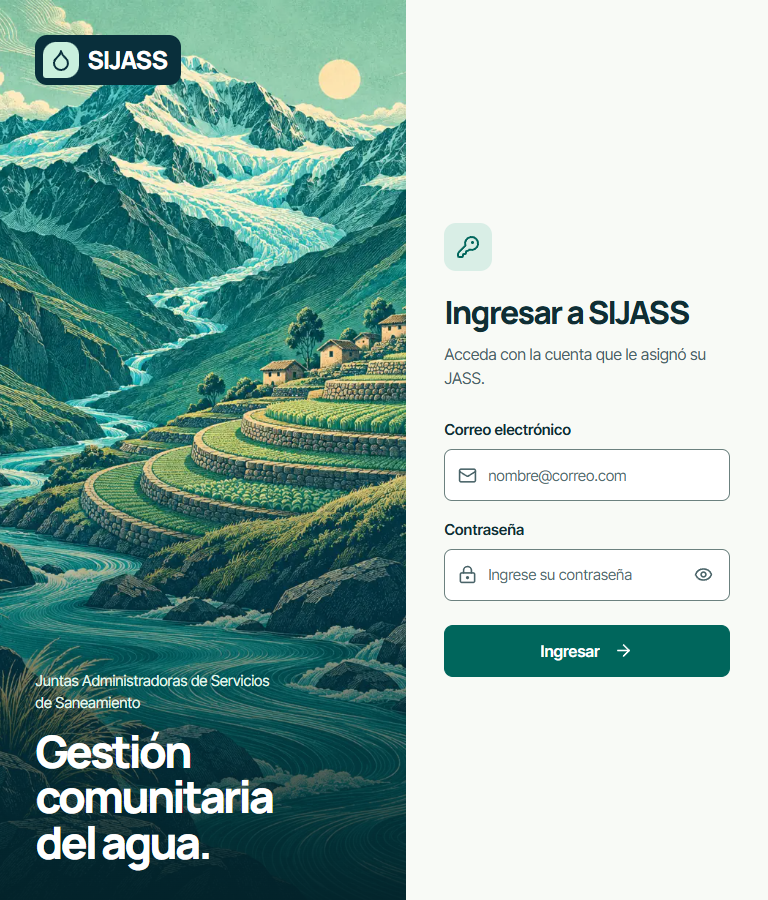 SIJASS
Juntas Administradoras de Servicios
de Saneamiento
Gestión
comunitaria
del agua.
Ingresar a SIJASS
Acceda con la cuenta que le asignó su
JASS.
Correo electrónico
nombre@correo.com
Contraseña
Ingrese su contraseña
Ingresar